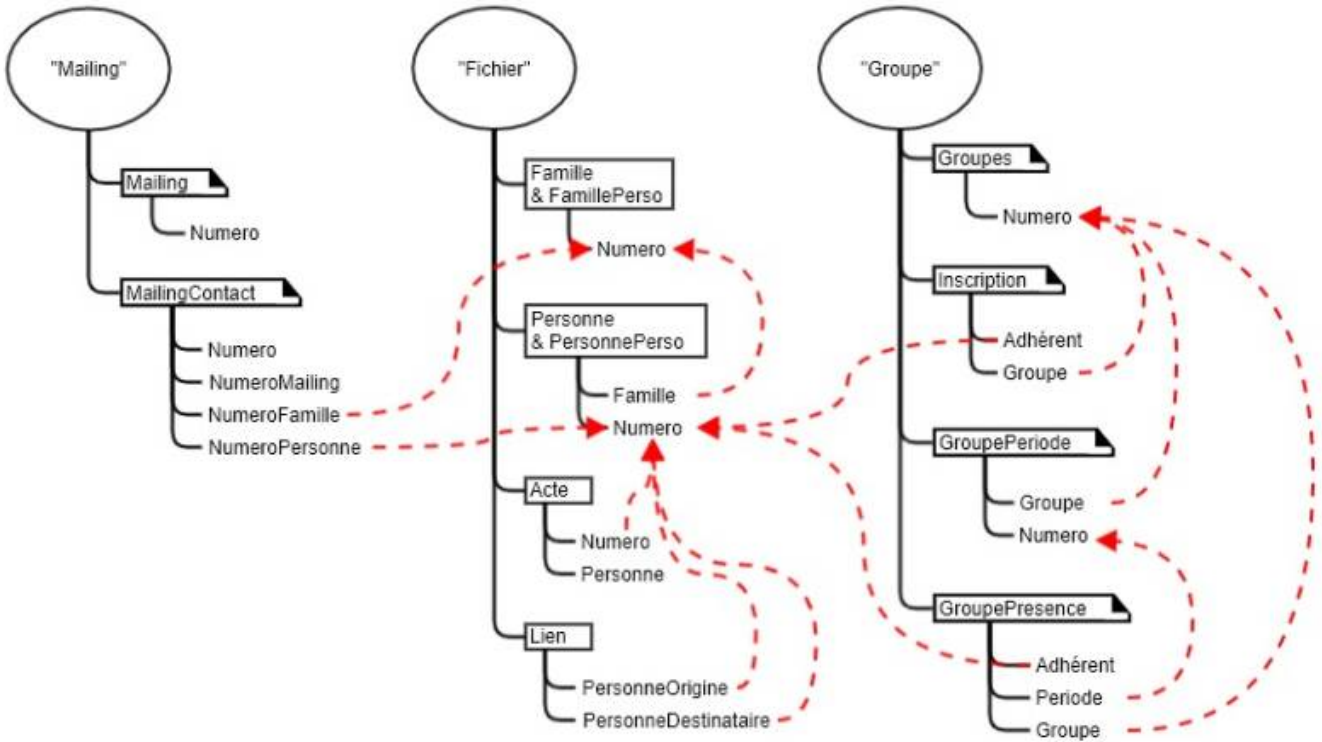 "Mailing"
Mailing
Numero
MailingContact
Numero
NumeroMailing
NumeroFamille
NumeroPersonne
"Fichier"
Famille
& FamillePerso
Numero
Personne
& PersonnePerso
Famille
Numero
Acte
Numero
Personne
Lien
PersonneOrigine
PersonneDestinataire
"Groupe"
Groupes
Numero
Inscription
Adhérent
Groupe
GroupePeriode
Groupe
Numero
GroupePresence
Adhérent
Periode
Groupe